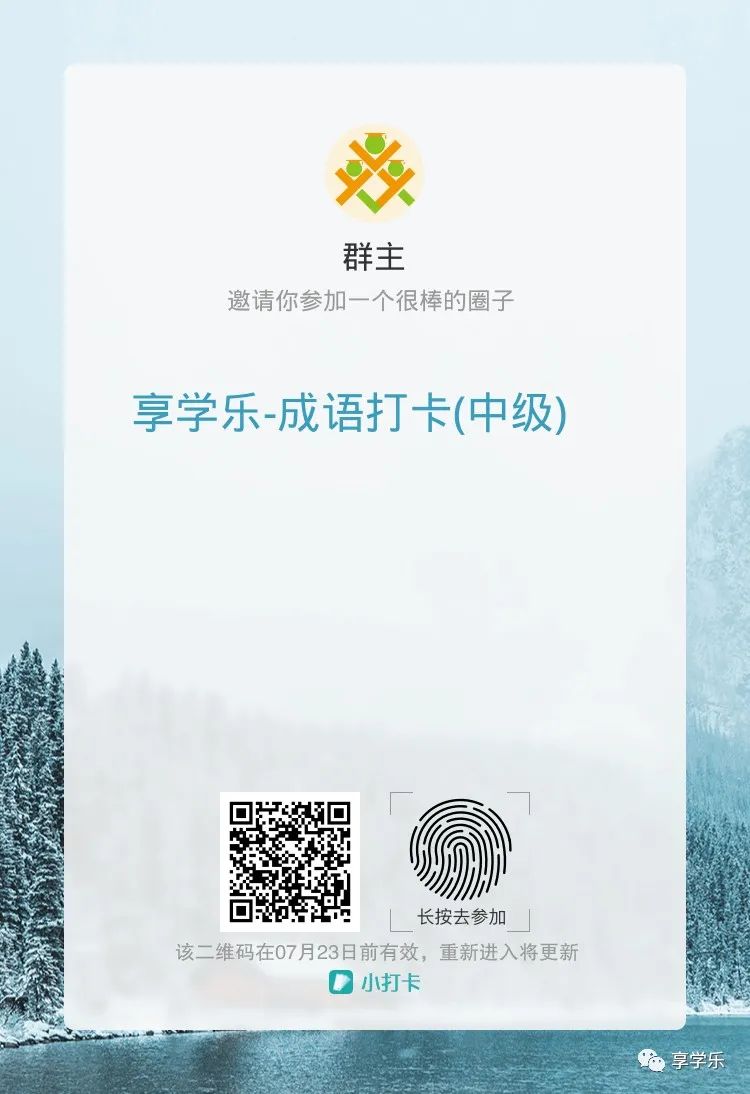 群主
邀请你参加一个很棒的圈子
享学乐-成语打卡(中级)
长按去参加
该二维码在07月23日前有效，重新进入将更新
小打卡
享学乐